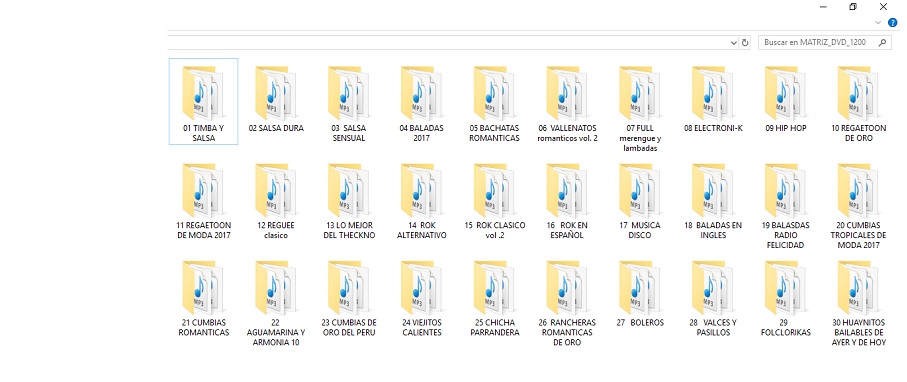 Buscar en MATRIZ_DVD_1200
01 TIMBA Y
SALSA
02 SALSA DURA
03 SALSA
SENSUAL
04 BALADAS
2017
05 BACHATAS
ROMANTICAS
06 VALLENATOS
romanticos vol. 2
07 FULL
merengue y
lambadas
08 ELECTRONI-K
09 HIP HOP
10 REGAETOON
DE ORO
11 REGAETOON
DE MODA 2017
12 REGUEE
clasico
13 LO MEJOR
DEL THECKNO
14 ROK
ALTERNATIVO
15 ROK CLASICO
vol .2
16 ROK EN
ESPAÑOL
17 MUSICA
DISCO
18 BALADAS EN
INGLES
19 BALASDAS
RADIO
FELICIDAD
20 CUMBIAS
TROPICALES DE
MODA 2017
21 CUMBIAS
ROMANTICAS
22
AGUAMARINA Y
ARMONIA 10
23 CUMBIAS DE
ORO DEL PERU
24 VIEJITOS
CALIENTES
25 CHICHA
PARRANDERA
26 RANCHERAS
ROMANTICAS
DE ORO
27 BOLEROS
28 VALCES Y
PASILLOS
29
FOLCLORIKAS
30 HUAYNITOS
BAILABLES DE
AYER Y DE HOY